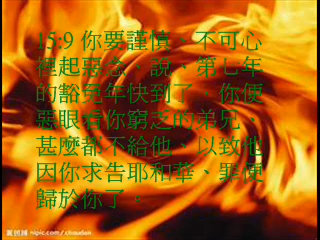 15:9 你要謹慎、不可心
裡起惡念、說、第七年
的豁免年快到了、你便
惡眼看你窮乏的弟兄、
甚麼都不給他、以致他
因你求告耶和華、罪便
歸於你了。
nipic.com/chaudan